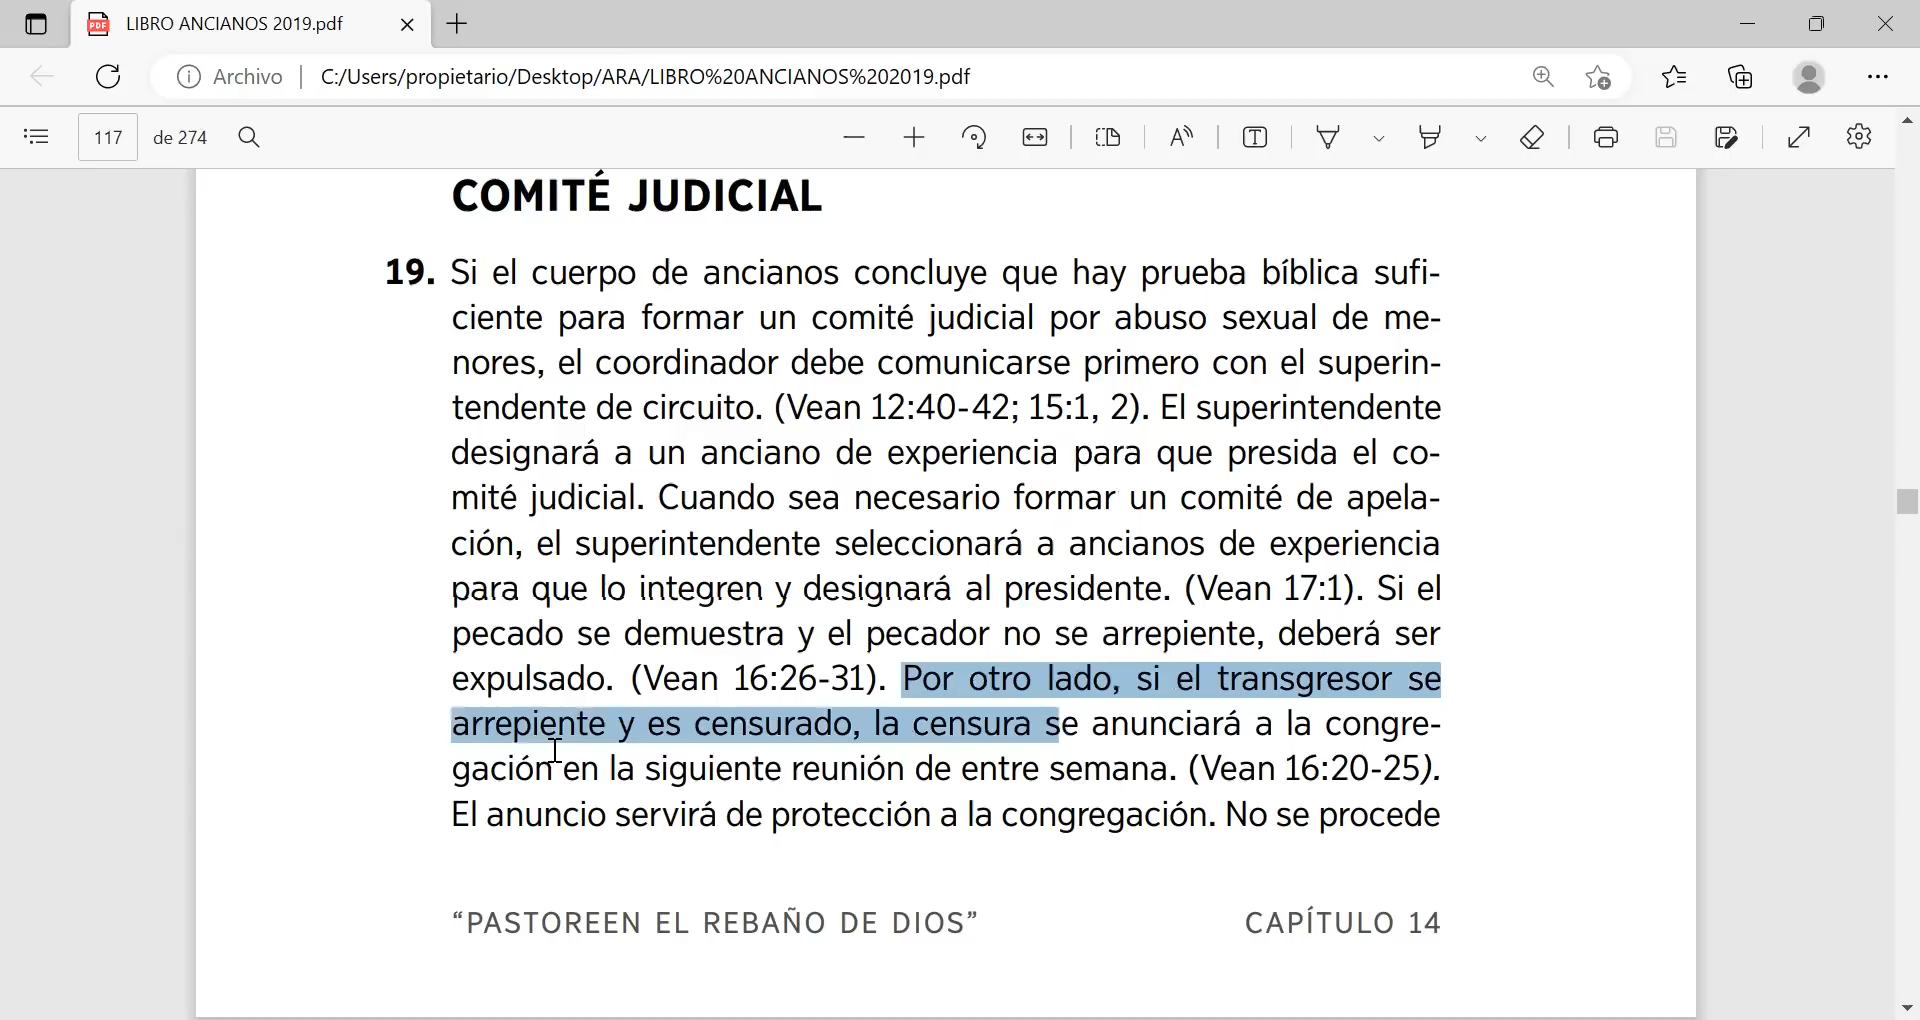 LIBRO ANCIANOS 2019.pdf
Archivo
C:/Users/propietario/Desktop/ARA/LIBRO%20ANCIANOS%202019.pdf
117 de 274
COMITÉ JUDICIAL
19. Si el cuerpo de ancianos concluye que hay prueba bíblica sufi-
ciente para formar un comité judicial por abuso sexual de me-
nores, el coordinador debe comunicarse primero con el superin-
tendente de circuito. (Vean 12:40-42; 15:1, 2). El superintendente
designará a un anciano de experiencia para que presida el co-
mité judicial. Cuando sea necesario formar un comité de apela-
ción, el superintendente seleccionará a ancianos de experiencia
para que lo integren y designará al presidente. (Vean 17:1). Si el
pecado se demuestra y el pecador no se arrepiente, deberá ser
expulsado. (Vean 16:26-31). Por otro lado, si el transgresor se
arrepiente y es censurado, la censura se anunciará a la congre-
gación en la siguiente reunión de entre semana. (Vean 16:20-25).
El anuncio servirá de protección a la congregación. No se procede
“PASTOREEN EL REBAÑO DE DIOS” CAPÍTULO 14